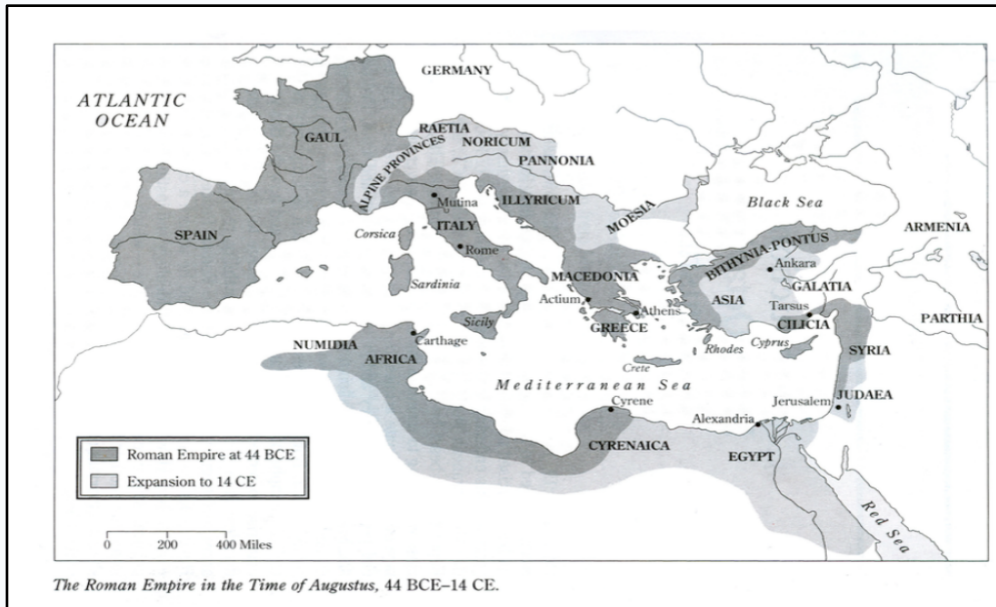 GERMANY
ATLANTIC
OCEAN
RAETIA
NORICUM
GAUL
ALPINE PROVINCES
PANNONIA
Mutina
ILLYRICUM
MOESIA
Black Sea
SPAIN
ITALY
Corsica
Rome
ARMENIA
BITHYNIA-PONTUS
Ankara
Sardinia
MACEDONIA
GALATIA
Actium
ASIA
Tarsus
Athens
PARTHIA
Sicily
GREECE
CILICIA
NUMIDIA
Carthage
Rhodes
Cyprus
SYRIA
AFRICA
Crete
Mediterranean Sea
Jerusalem
JUDAEA
Cyrene
Alexandria
CYRENAICA
EGYPT
Roman Empire at 44 BCE
Expansion to 14 CE
Red Sea
0 200 400 Miles
The Roman Empire in the Time of Augustus, 44 BCE–14 CE.